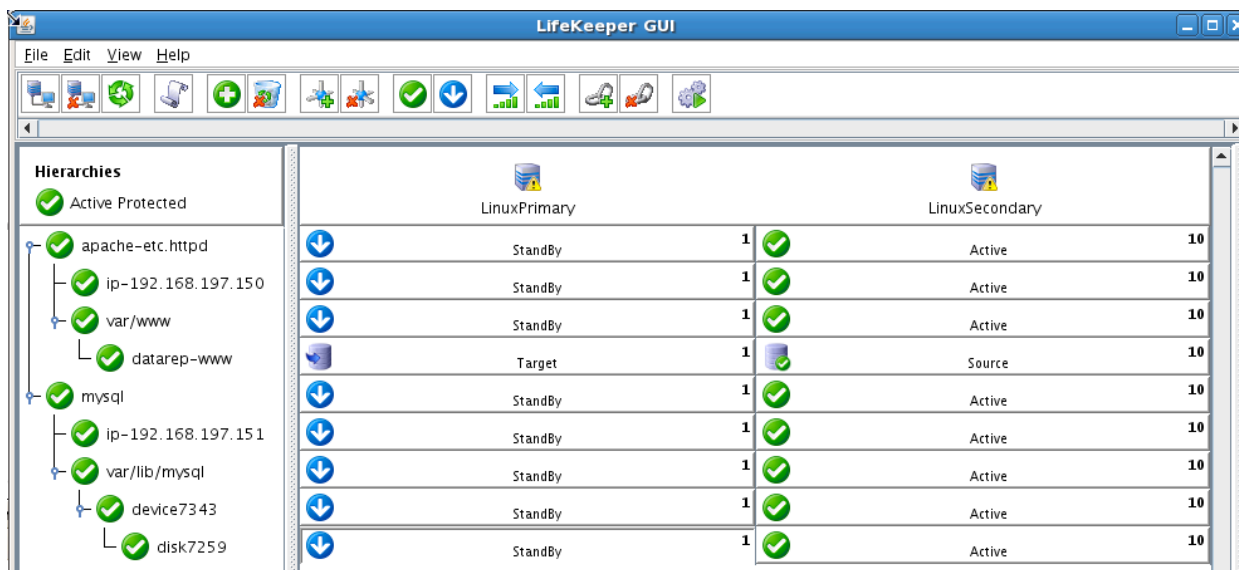 LifeKeeper GUI
File Edit View Help
Hierarchies
Active Protected
LinuxPrimary LinuxSecondary
apache-etc.httpd StandBy 1 Active 10
ip-192.168.197.150 StandBy 1 Active 10
var/www StandBy 1 Active 10
datarep-www Target 1 Source 10
mysql StandBy 1 Active 10
ip-192.168.197.151 StandBy 1 Active 10
var/lib/mysql StandBy 1 Active 10
device7343 StandBy 1 Active 10
disk7259 StandBy 1 Active 10